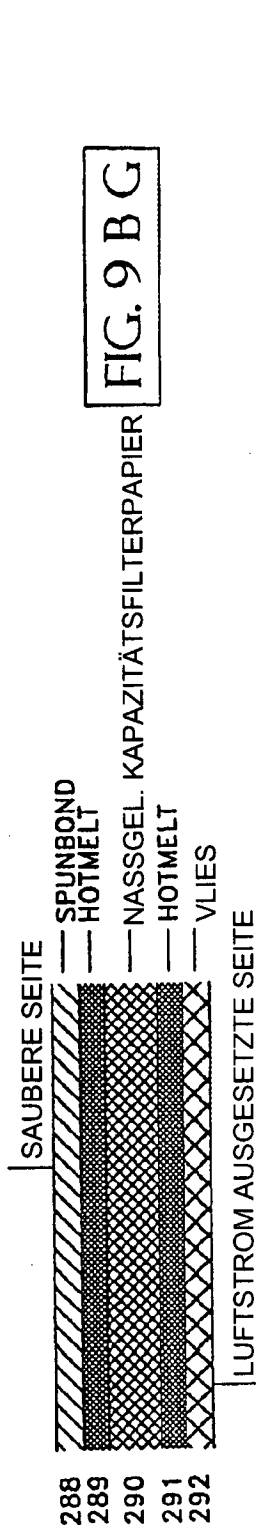 SAUBERE SEITE
288 SPUNBOND
289 HOTMELT
290 NASSGEL. KAPAZITÄTSFILTERPAPIER
291 HOTMELT
292 VLIES
LUFTSTROM AUSGESETZTE SEITE
FIG. 9 B G